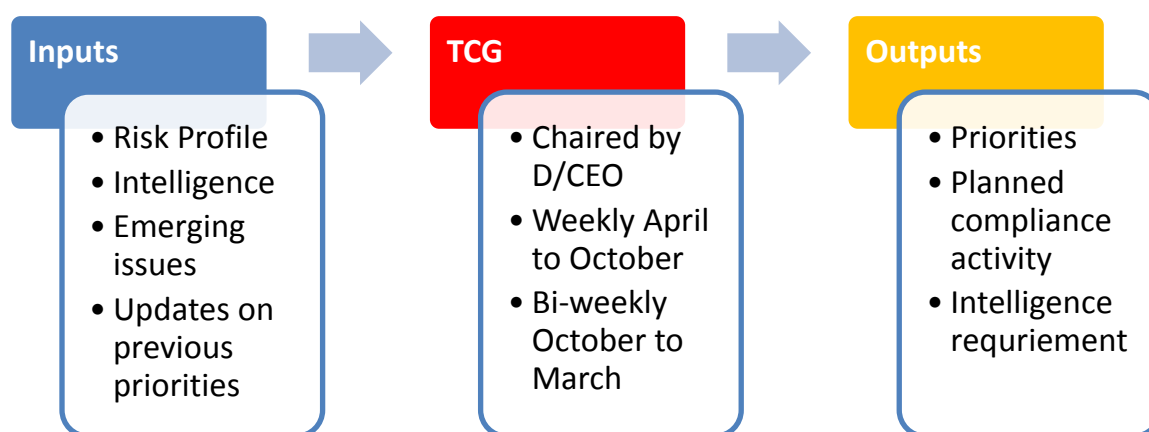 Inputs
• Risk Profile
• Intelligence
• Emerging
issues
• Updates on
previous
priorities
TCG
• Chaired by
D/CEO
• Weekly April
to October
• Bi-weekly
October to
March
Outputs
• Priorities
• Planned
compliance
activity
• Intelligence
requriement